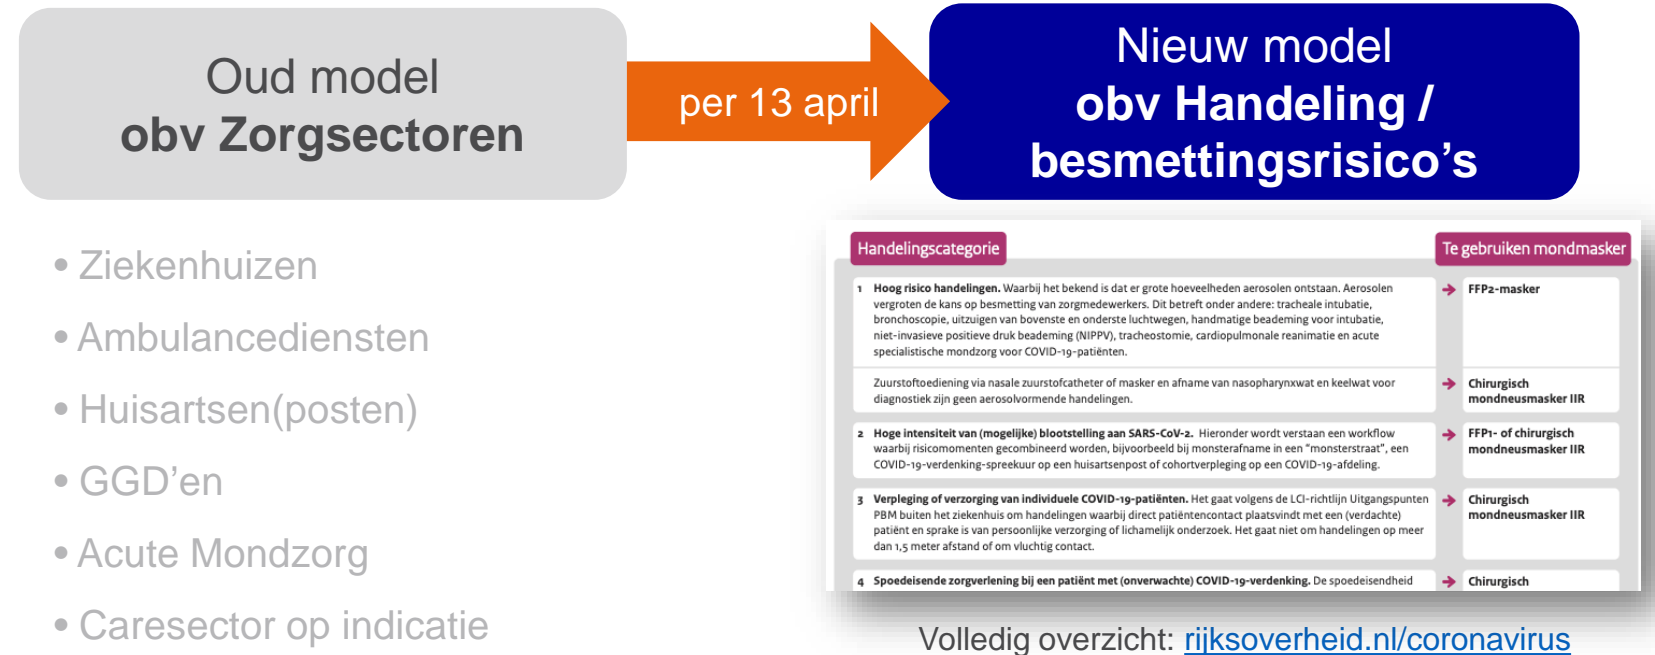 Oud model
obv Zorgsectoren
per 13 april
Nieuw model
obv Handeling /
besmettingsrisico’s
• Ziekenhuizen
• Ambulancediensten
• Huisartsen(posten)
• GGD’en
• Acute Mondzorg
• Caresector op indicatie
Handelingscategorie
Te gebruiken mondmasker
1 Hoog risico handelingen. Waarbij het bekend is dat er grote hoeveelheden aerosolen ontstaan. Aerosolen
vergroten de kans op besmetting van zorgmedewerkers. Dit betreft onder andere: tracheale intubatie,
bronchoscopie, uitzuigen van bovenste en onderste luchtwegen, handmatige beademing voor intubatie,
niet-invasieve positieve druk beademing (NIPPV), tracheostomie, cardiopulmonale reanimatie en acute
specialistische mondzorg voor COVID-19-patiënten.
→ FFP2-masker
Zuurstoftoediening via nasale zuurstofcatheter of masker en afname van nasopharynxwat en keelwat voor
diagnostiek zijn geen aerosolvormende handelingen.
→ Chirurgisch
mondneusmasker IIR
2 Hoge intensiteit van (mogelijke) blootstelling aan SARS-CoV-2. Hieronder wordt verstaan een workflow
waarbij risicomomenten gecombineerd worden, bijvoorbeeld bij monsterafname in een “monsterstraat”, een
COVID-19-verdenking-spreekuur op een huisartsenpost of cohortverpleging op een COVID-19-afdeling.
→ FFP1- of chirurgisch
mondneusmasker IIR
3 Verpleging of verzorging van individuele COVID-19-patiënten. Het gaat volgens de LCI-richtlijn Uitgangspunten
PBM buiten het ziekenhuis om handelingen waarbij direct patiëntencontact plaatsvindt met een (verdachte)
patiënt en sprake is van persoonlijke verzorging of lichamelijk onderzoek. Het gaat niet om handelingen op meer
dan 1,5 meter afstand of om vluchtig contact.
→ Chirurgisch
mondneusmasker IIR
4 Spoedeisende zorgverlening bij een patiënt met (onverwachte) COVID-19-verdenking. De spoedeisendheid
→ Chirurgisch
Volledig overzicht: rijksoverheid.nl/coronavirus